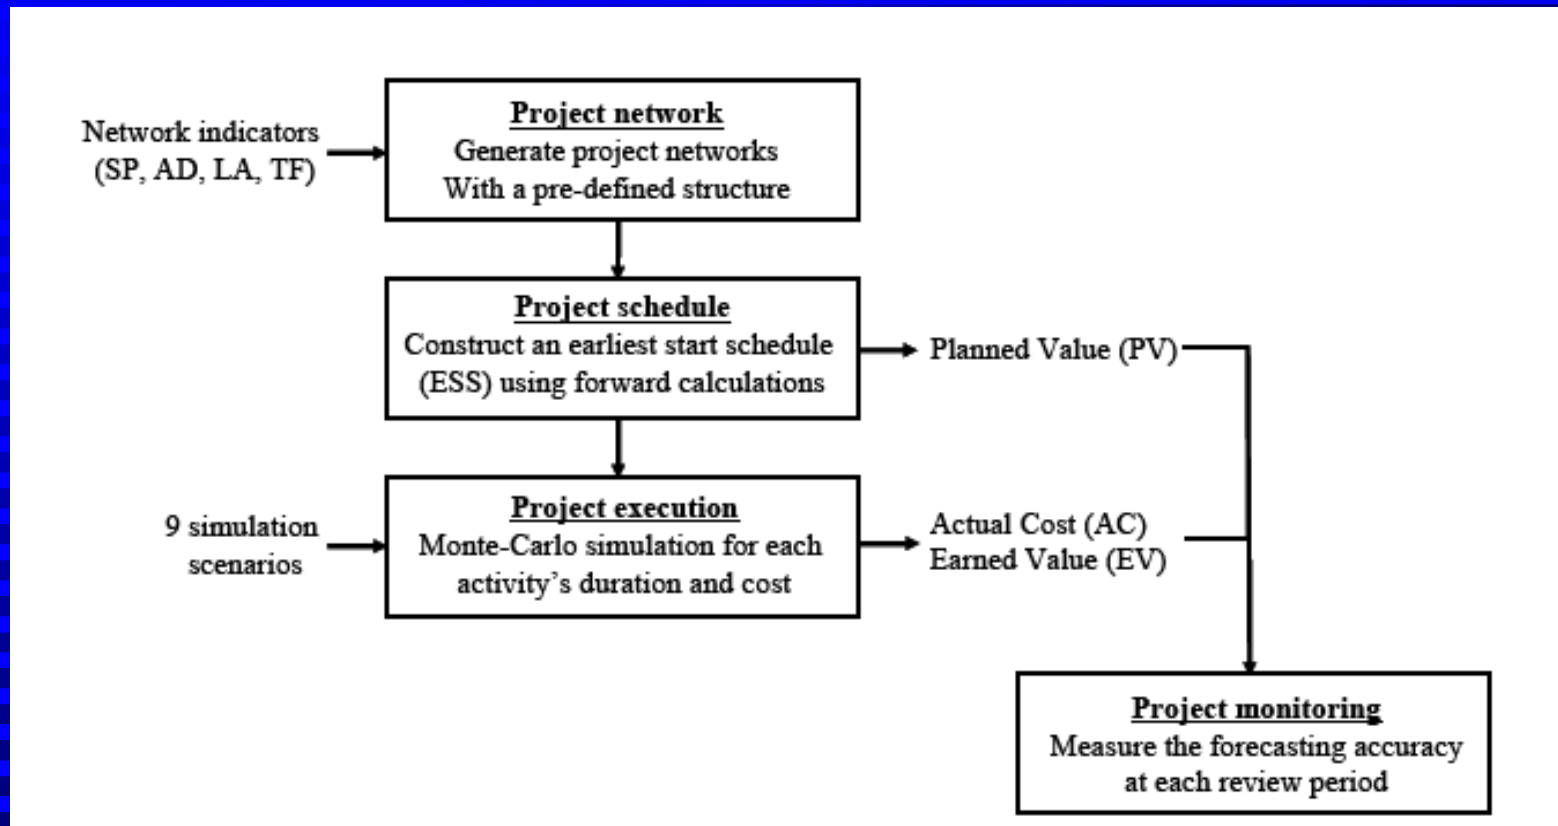 Network indicators
(SP, AD, LA, TF)
Project network
Generate project networks
With a pre-defined structure
Project schedule
Construct an earliest start schedule
(ESS) using forward calculations
Planned Value (PV)
9 simulation
scenarios
Project execution
Monte-Carlo simulation for each
activity’s duration and cost
Actual Cost (AC)
Earned Value (EV)
Project monitoring
Measure the forecasting accuracy
at each review period